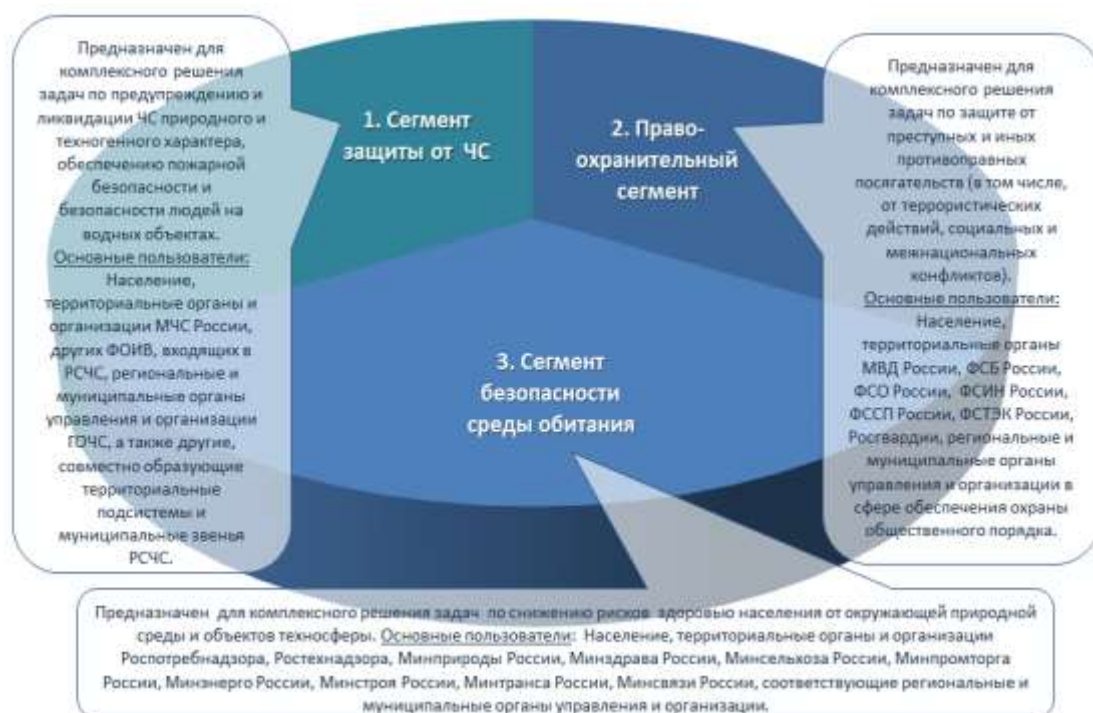 Предназначен для
комплексного решения
задач по предупреждению и
ликвидации ЧС природного и
техногенного характера,
обеспечению пожарной
безопасности и
безопасности людей на
водных объектах.
Основные пользователи:
Население,
территориальные органы и
организации МЧС России,
других ФОИВ, входящих в
РСЧС, региональные и
муниципальные органы
управления и организации
ГОЧС, а также другие,
совместно образующие
территориальные
подсистемы и
муниципальные звенья
РСЧС.
1. Сегмент
защиты от ЧС
2. Право-
охранительный
сегмент
Предназначен для
комплексного решения
задач по защите от
преступных и иных
противоправных
посягательств (в том числе,
от террористических
действий, социальных и
межнациональных
конфликтов).
Основные пользователи:
Население,
территориальные органы
МВД России, ФСБ России,
ФСО России, ФСИН России,
ФССП России, ФСТЭК России,
Росгвардии, региональные и
муниципальные органы
управления и организации в
сфере обеспечения охраны
общественного порядка.
3. Сегмент
безопасности
среды обитания
Предназначен для комплексного решения задач по снижению рисков здоровью населения от окружающей природной
среды и объектов техносферы. Основные пользователи: Население, территориальные органы и организации
Роспотребнадзора, Ростехнадзора, Минприроды России, Минздрава России, Минсельхоза России, Минпромторга
России, Минэнерго России, Минстроя России, Минтранса России, Минсвязи России, соответствующие региональные и
муниципальные органы управления и организации.